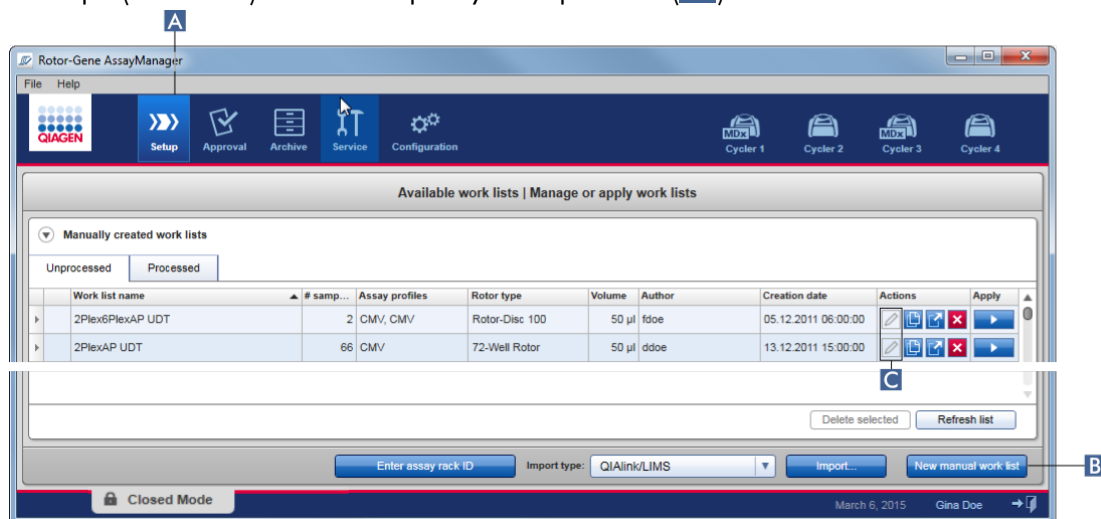 A
Rotor-Gene AssayManager
File Help
QIAGEN
Setup Approval Archive Service Configuration MDx Cycler 1 Cycler 2 MDx Cycler 3 Cycler 4
Available work lists | Manage or apply work lists
Manually created work lists
Unprocessed Processed
Work list name # samp... Assay profiles Rotor type Volume Author Creation date Actions Apply
2Plex6PlexAP UDT 2 CMV, CMV Rotor-Disc 100 50 µl fdoe 05.12.2011 06:00:00
2PlexAP UDT 66 CMV 72-Well Rotor 50 µl ddoe 13.12.2011 15:00:00
C
Delete selected Refresh list
Enter assay rack ID Import type: QIAlink/LIMS Import... New manual work list B
Closed Mode March 6, 2015 Gina Doe